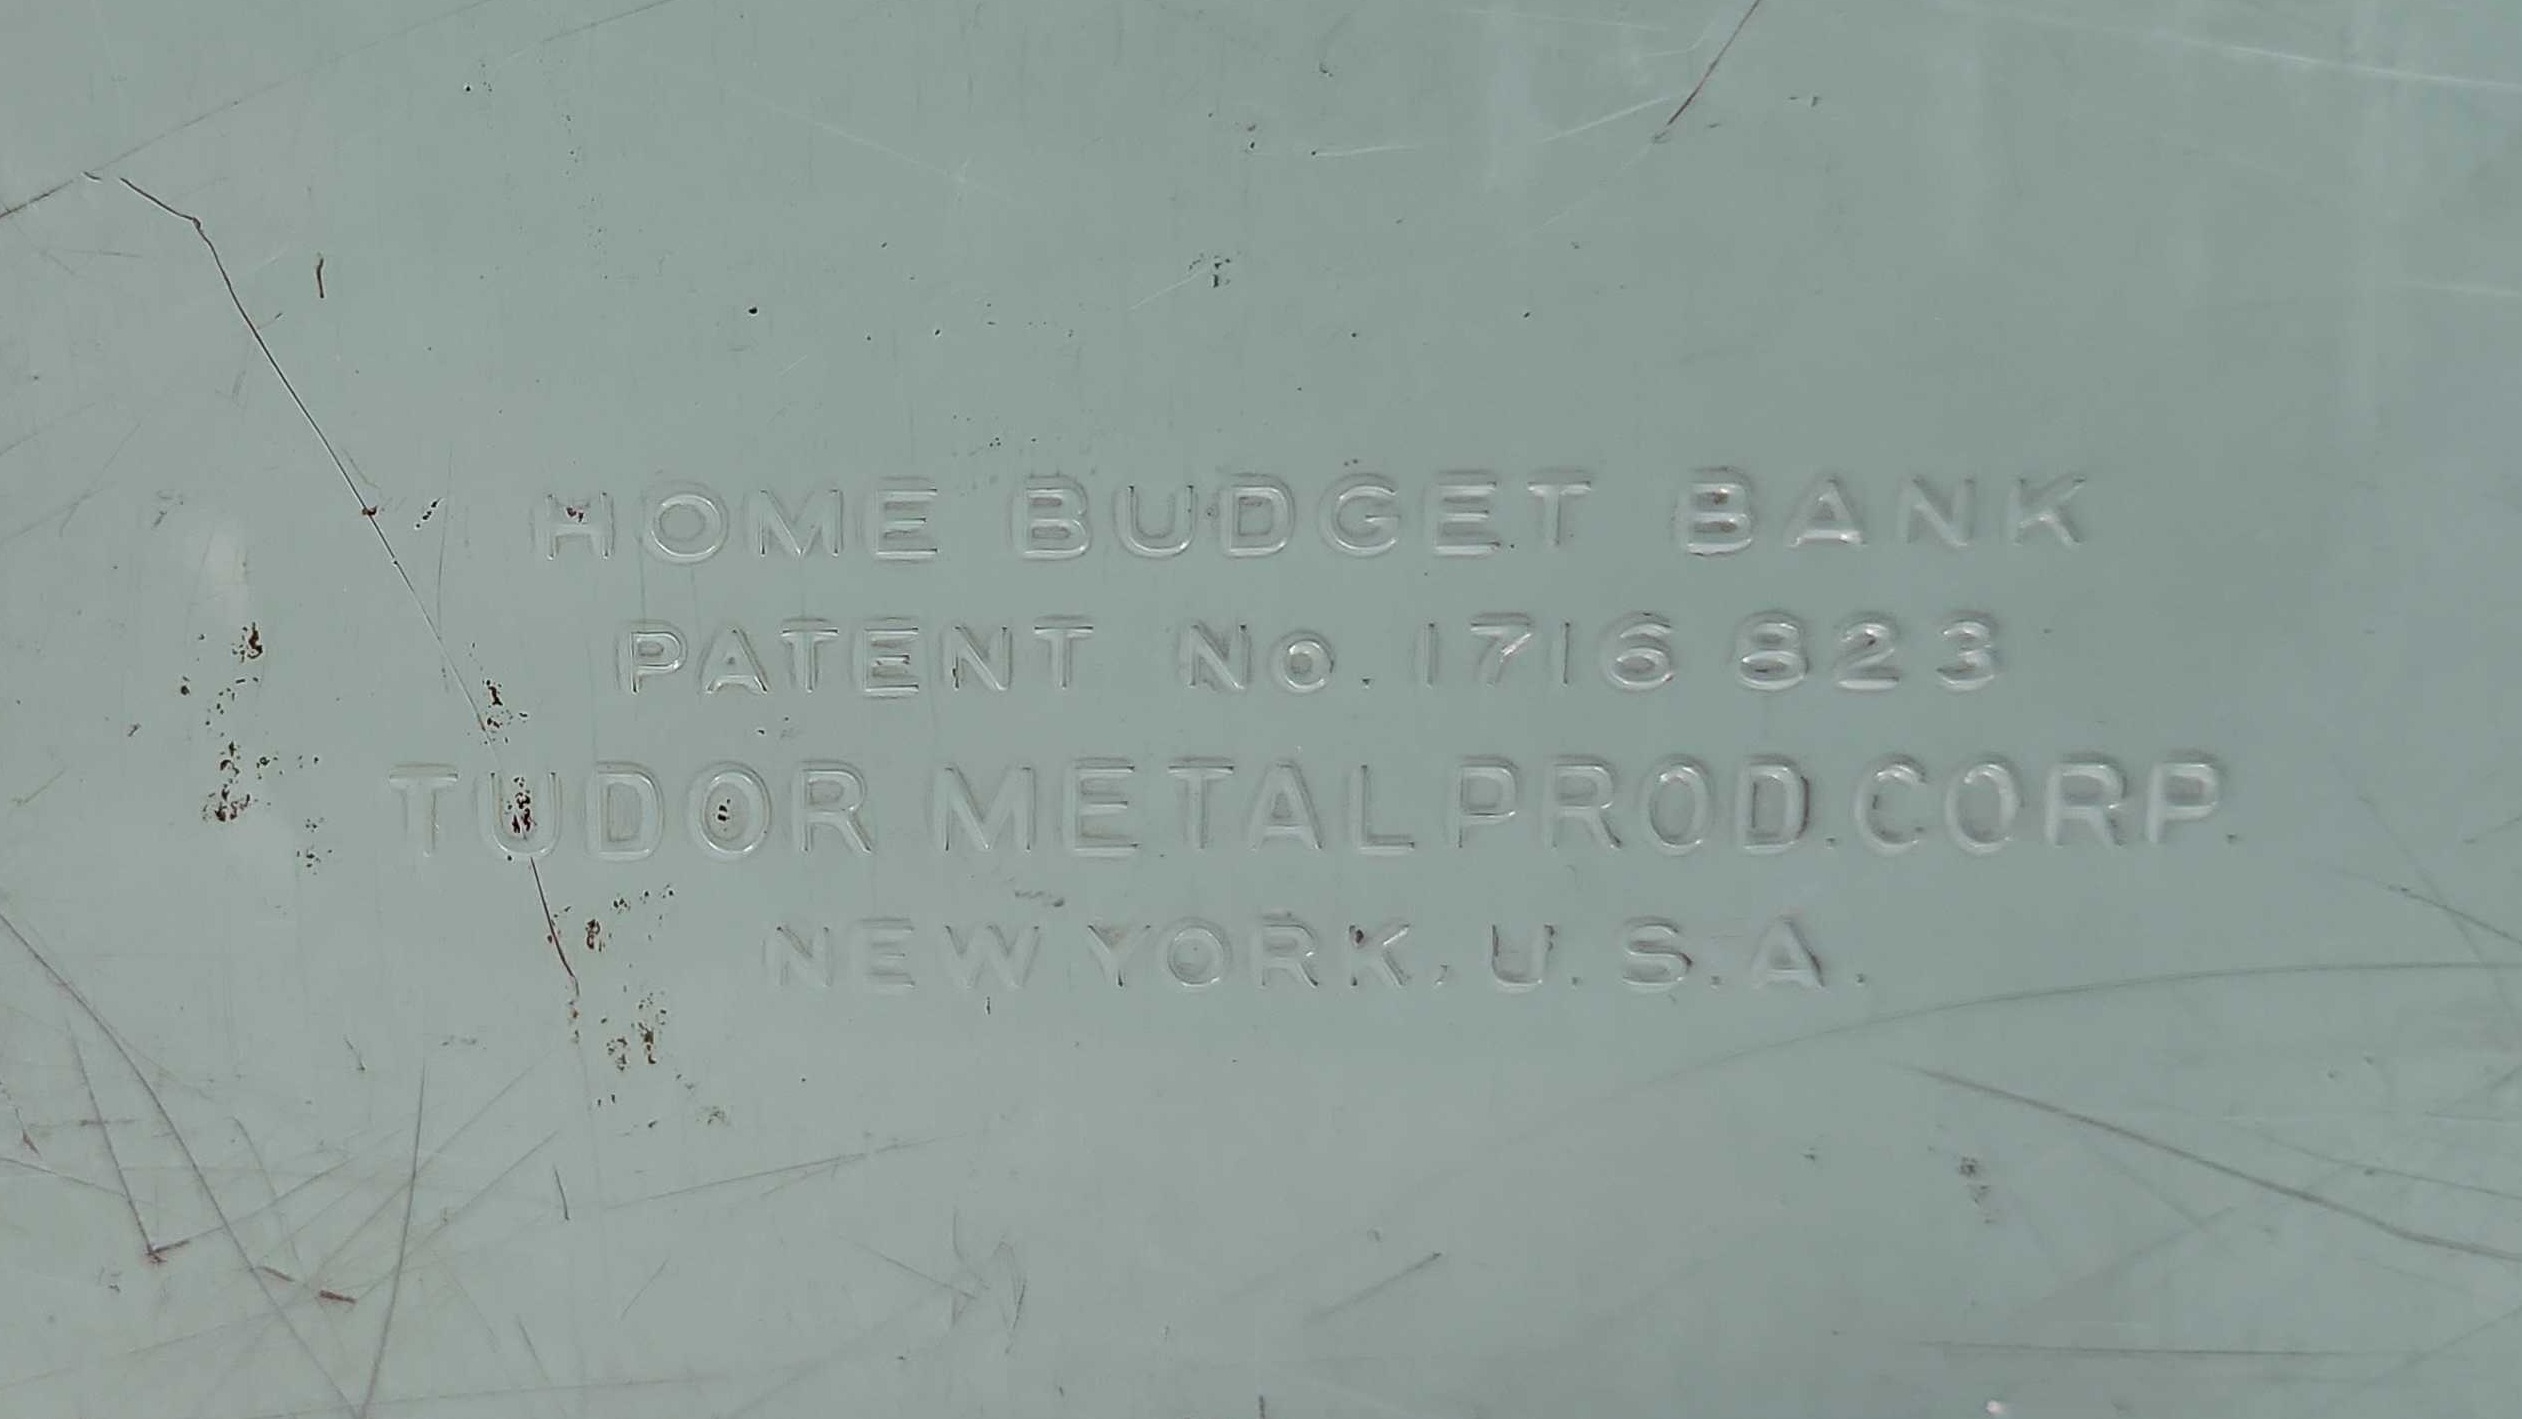 HOME BUDGET BANK
PATENT No. 1716 823
TUDOR METAL PROD. CORP.
NEW YORK, U.S.A.